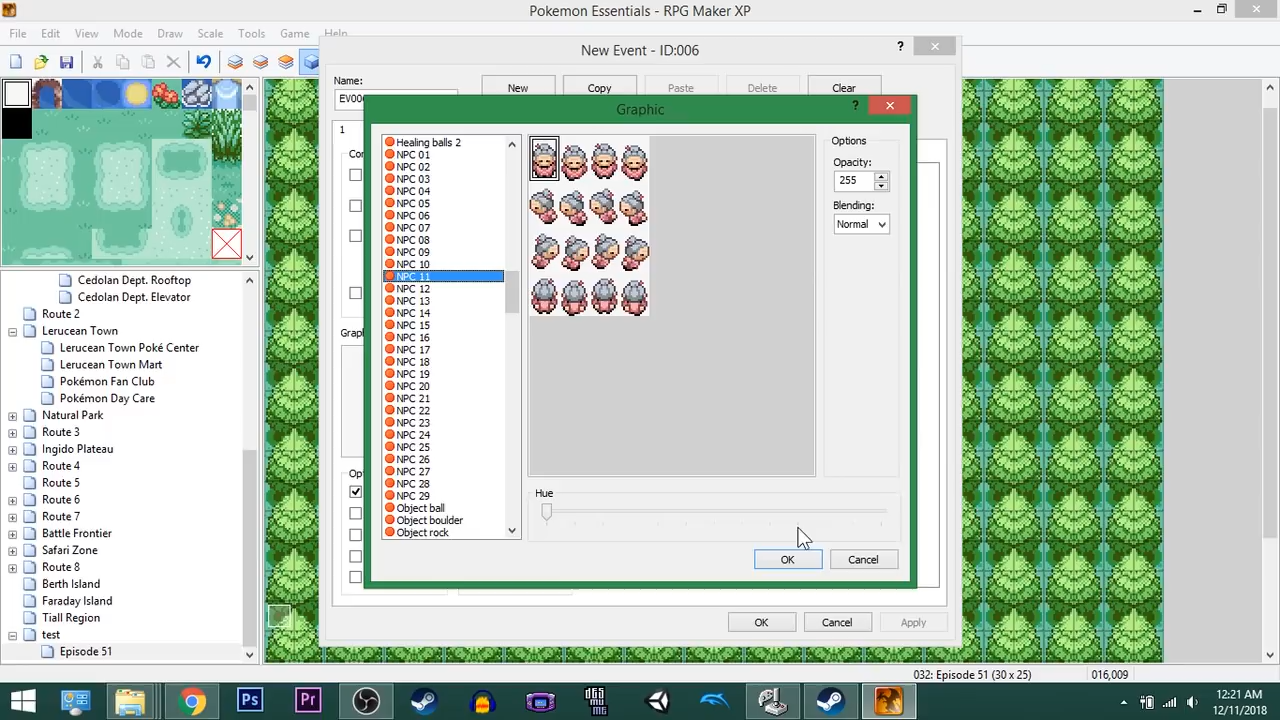 Pokemon Essentials - RPG Maker XP
File Edit View Mode Draw Scale Tools Game Help
New Event - ID:006
?
Name:
New Copy Paste Delete Clear
1
Graphic
?
Healing balls 2
NPC 01
NPC 02
NPC 03
NPC 04
NPC 05
NPC 06
NPC 07
NPC 08
NPC 09
NPC 10
NPC 11
NPC 12
NPC 13
NPC 14
NPC 15
NPC 16
NPC 17
NPC 18
NPC 19
NPC 20
NPC 21
NPC 22
NPC 23
NPC 24
NPC 25
NPC 26
NPC 27
NPC 28
NPC 29
Object ball
Object boulder
Object rock
Options
Opacity:
255
Blending:
Normal
Hue
OK Cancel
OK Cancel Apply
Cedolan Dept. Rooftop
Cedolan Dept. Elevator
Route 2
Lerucean Town
Lerucean Town Poké Center
Lerucean Town Mart
Pokémon Fan Club
Pokémon Day Care
Natural Park
Route 3
Ingido Plateau
Route 4
Route 5
Route 6
Route 7
Battle Frontier
Safari Zone
Route 8
Berth Island
Faraday Island
Tiall Region
test
Episode 51
032: Episode 51 (30 x 25) 016,009
Ps
Pr
12:21 AM
12/11/2018